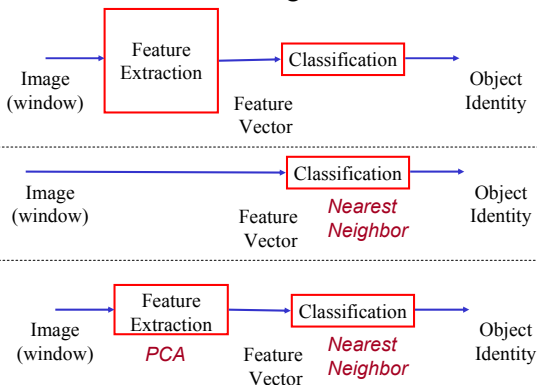 Feature
Extraction
Classification
Image
(window)
Feature
Vector
Object
Identity
Classification
Image
(window)
Feature
Vector
Nearest
Neighbor
Object
Identity
Feature
Extraction
Classification
Image
(window)
PCA
Feature
Vector
Nearest
Neighbor
Object
Identity